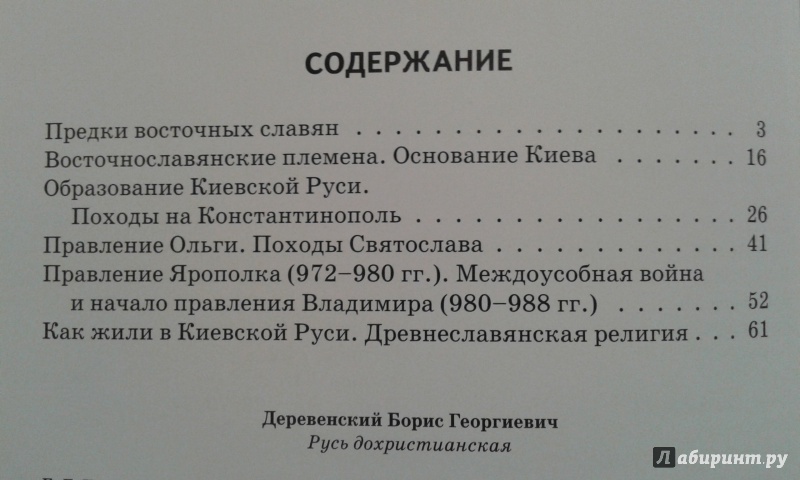 СОДЕРЖАНИЕ
Предки восточных славян . . . . . . . . . . . . . . . . . . . . 3
Восточнославянские племена. Основание Киева . . . . . . . 16
Образование Киевской Руси.
Походы на Константинополь . . . . . . . . . . . . . . . . . 26
Правление Ольги. Походы Святослава . . . . . . . . . . . . . 41
Правление Ярополка (972–980 гг.). Междоусобная война
и начало правления Владимира (980–988 гг.) . . . . . . . 52
Как жили в Киевской Руси. Древнеславянская религия . . . 61
Деревенский Борис Георгиевич
Русь дохристианская
Лабиринт.ру